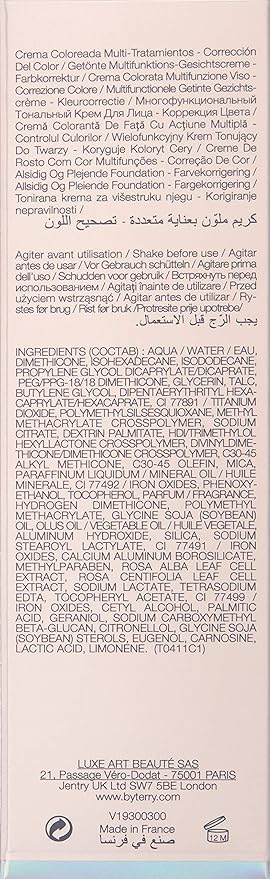 Crema Coloreada Multi-Tratamientos - Corrección
Del Color / Getönte Multifunktions-Gesichtscreme -
Farbkorrektur / Crema Colorata Multifunzione Viso -
Correzione Colore / Multifunctionele Getinte Gezichts-
crème - Kleurcorrectie / Многофункциональный
Тональный Крем Для Лица - Коррекция Цвета /
Cremă Colorantă De Faţă Cu Acţiune Multiplă -
Controlul Culorilor / Wielofunkcyjny Krem Tonujący
Do Twarzy - Koryguje Koloryt Cery / Creme De
Rosto Com Cor Multifunções - Correção De Cor /
Alsidig Og Plejende Foundation - Farvekorrigering /
Allsidig Og Pleiende Foundation - Fargekorrigering /
Tonirana krema za višestruku njegu - Korigiranje
nepravilnosti /
كريم ملون بعناية متعددة - تصحيح اللون
Agiter avant utilisation / Shake before use / Agitar
antes de usar / Vor Gebrauch schütteln / Agitare prima
dell'uso / Schudden voor gebruik / Встряхнуть перед
использованием / Agitaţi înainte de utilizare / Przed
użyciem wstrząsnąć / Agitar antes de usar / Ry-
stes før brug / Rist før bruk /Protresite prije upotrebe/
يجب الرّج قبل الاستعمال.
INGREDIENTS (OCTAB) : AQUA / WATER / EAU,
DIMETHICONE, ISOHEXADECANE, ISODODECANE,
PROPYLENE GLYCOL DICAPRYLATE/DICAPRATE,
PEG/PPG-18/18 DIMETHICONE, GLYCERIN, TALC,
BUTYLENE GLYCOL, DIPENTAERYTHRITYL HEXA-
CAPRYLATE/HEXACAPRATE, CI 77891 / TITANIUM
DIOXIDE, POLYMETHYLSILSESQUIOXANE, METHYL
METHACRYLATE CROSSPOLYMER, SODIUM
CITRATE, DEXTRIN PALMITATE, HDI/TRIMETHYLOL
HEXYLLACTONE CROSSPOLYMER, DIVINYLDIME-
THICONE/DIMETHICONE CROSSPOLYMER, C30-45
ALKYL METHICONE, C30-45 OLEFIN, MICA,
PARAFFINUM LIQUIDUM / MINERAL OIL / HUILE
MINERALE, CI 77492 / IRON OXIDES, PHENOXY-
ETHANOL, TOCOPHEROL, PARFUM / FRAGRANCE,
HYDROGEN DIMETHICONE, POLYMETHYL
METHACRYLATE, GLYCINE SOJA (SOYBEAN)
OIL, OLUS OIL / VEGETABLE OIL / HUILE VEGETALE,
ALUMINUM HYDROXIDE, SILICA, SODIUM
STEAROYL LACTYLATE, CI 77491 / IRON
OXIDES, CALCIUM ALUMINUM BOROSILICATE,
METHYLPARABEN, ROSA ALBA LEAF CELL
EXTRACT, ROSA CENTIFOLIA LEAF CELL
EXTRACT, SODIUM LACTATE, TETRASODIUM
EDTA, TOCOPHERYL ACETATE, CI 77499 /
IRON OXIDES, CETYL ALCOHOL, PALMITIC
ACID, GERANIOL, SODIUM CARBOXYMETHYL
BETA-GLUCAN, CITRONELLOL, GLYCINE SOJA
(SOYBEAN) STEROLS, EUGENOL, CARNOSINE,
LACTIC ACID, LIMONENE. (T0411C1)
LUXE ART BEAUTÉ SAS
21, Passage Véro-Dodat - 75001 PARIS
Jentry UK Ltd SW7 5BE London
www.byterry.com
V19300300
Made in France
صنع في فرنسا
12 M